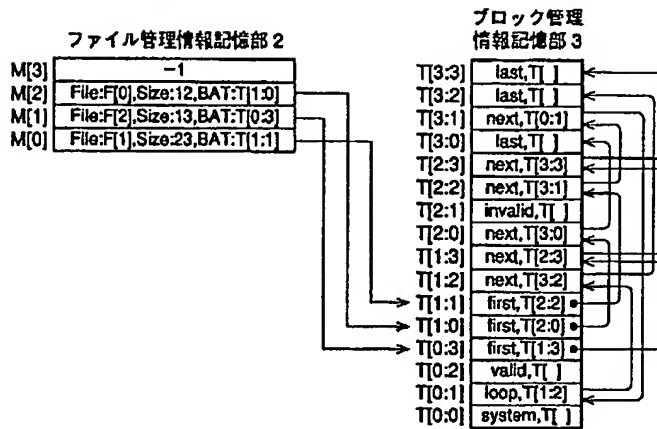 ファイル管理情報記憶部 2
M[3] −1
M[2] File:F[0],Size:12,BAT:T[1:0]
M[1] File:F[2],Size:13,BAT:T[0:3]
M[0] File:F[1],Size:23,BAT:T[1:1]
ブロック管理
情報記憶部 3
T[3:3] last,T[ ]
T[3:2] last,T[ ]
T[3:1] next,T[0:1]
T[3:0] last,T[ ]
T[2:3] next,T[3:3]
T[2:2] next,T[3:1]
T[2:1] invalid,T[ ]
T[2:0] next,T[3:0]
T[1:3] next,T[2:3]
T[1:2] next,T[3:2]
T[1:1] first,T[2:2]
T[1:0] first,T[2:0]
T[0:3] first,T[1:3]
T[0:2] valid,T[ ]
T[0:1] loop,T[1:2]
T[0:0] system,T[ ]